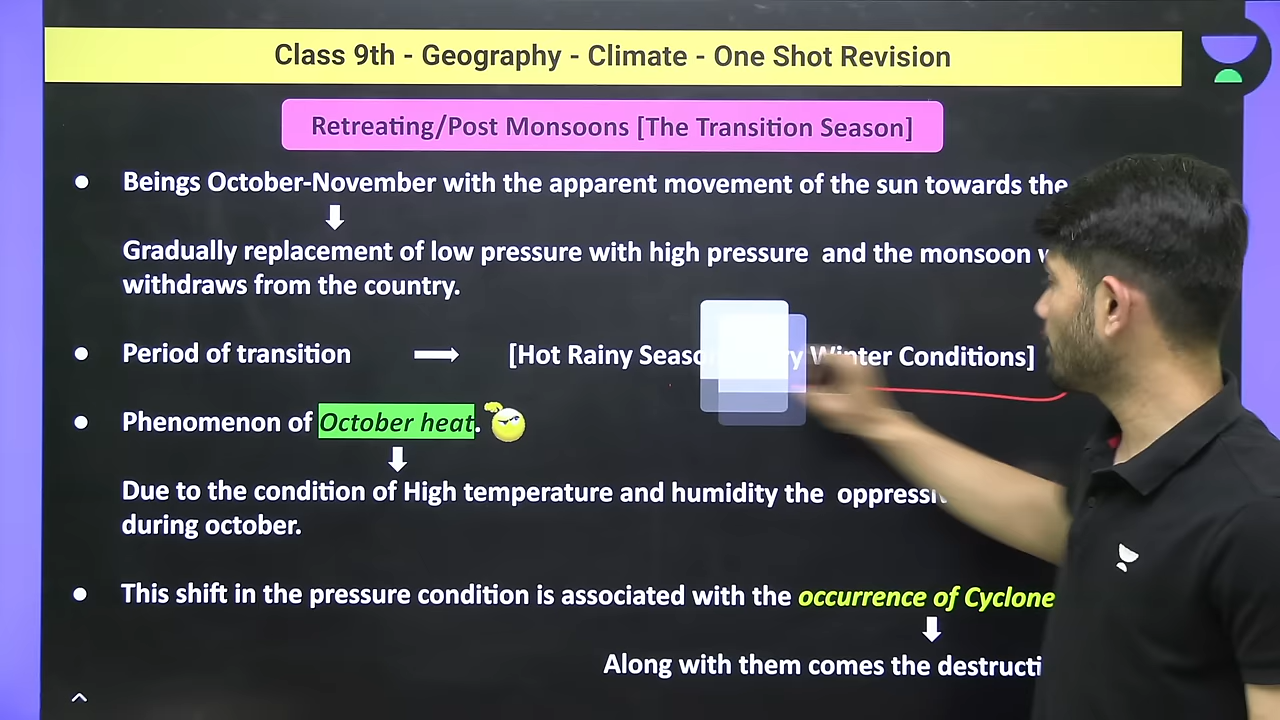 Class 9th - Geography - Climate - One Shot Revision
Retreating/Post Monsoons [The Transition Season]
Beings October-November with the apparent movement of the sun towards the
Gradually replacement of low pressure with high pressure and the monsoon
withdraws from the country.
Period of transition [Hot Rainy Winter Conditions]
Phenomenon of October heat.
Due to the condition of High temperature and humidity the
during october.
This shift in the pressure condition is associated with the occurrence of Cyclone
Along with them comes the